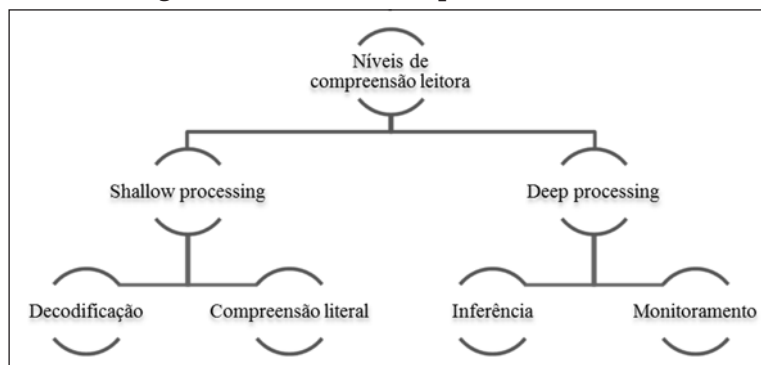 Níveis de
compreensão leitora
Shallow processing
Deep processing
Decodificação
Compreensão literal
Inferência
Monitoramento